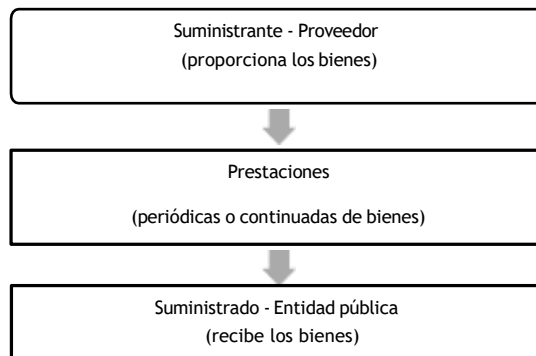 Suministrante - Proveedor
(proporciona los bienes)
Prestaciones
(periódicas o continuadas de bienes)
Suministrado - Entidad pública
(recibe los bienes)